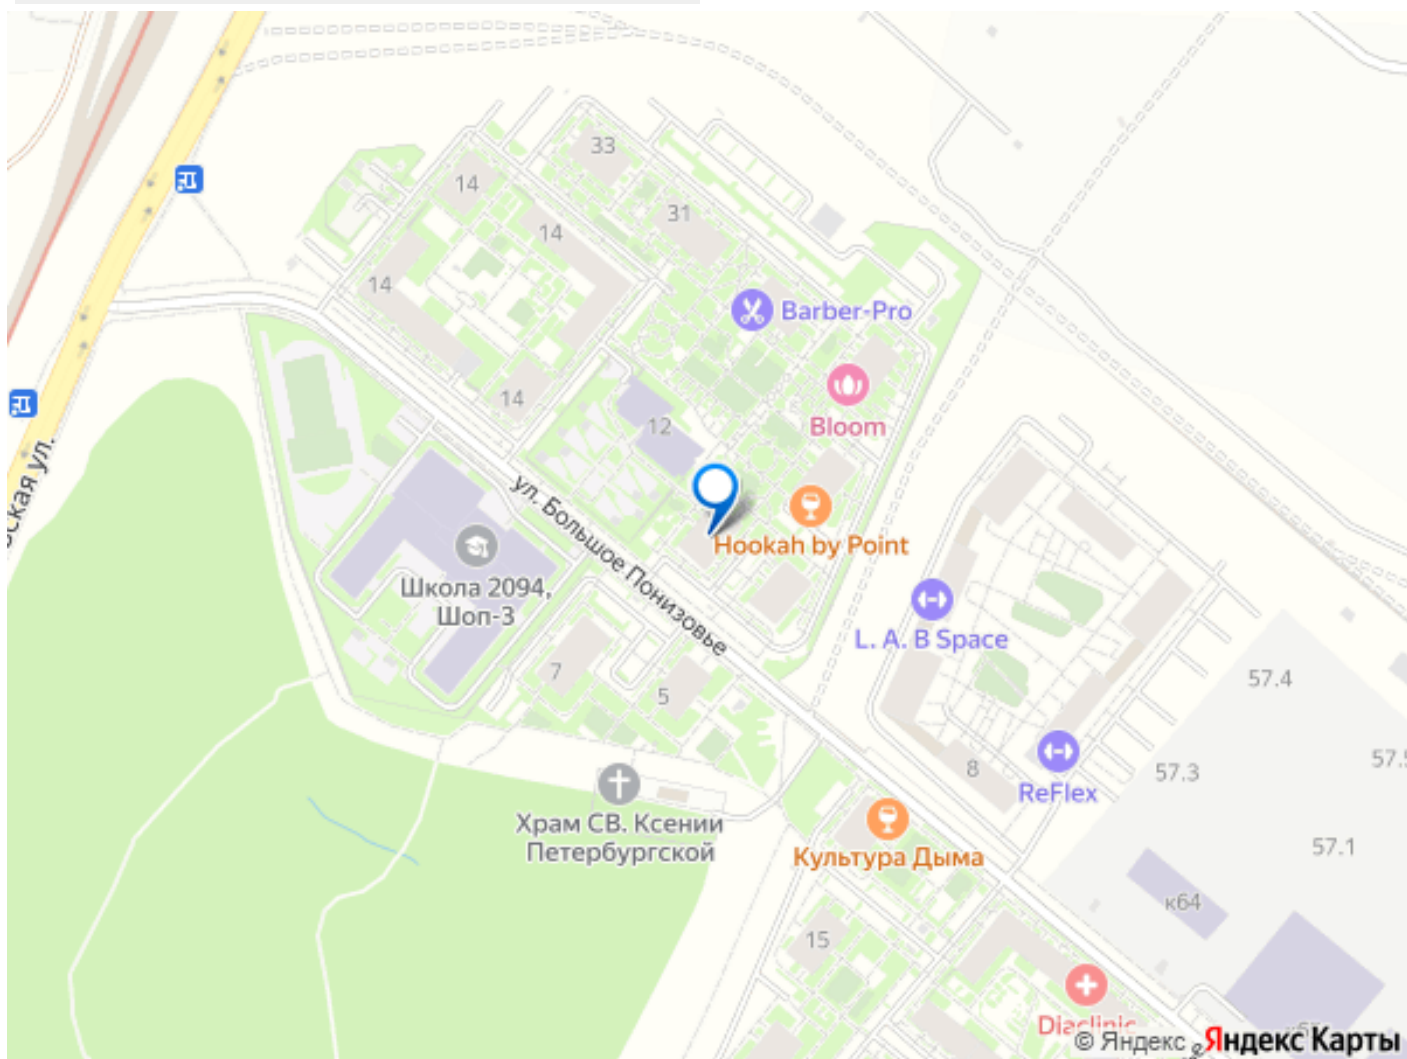 33
14
31
14
14
Barber-Pro
14
12
Bloom
ул. Большое Понизовье
Hookah by Point
Школа 2094,
Шоп-3
L. A. B Space
7
5
57.4
57.3
57.1
8
ReFlex
Храм СВ. Ксении
Петербургской
Культура Дыма
к64
15
Diaclinic
© Яндекс
Яндекс Карты